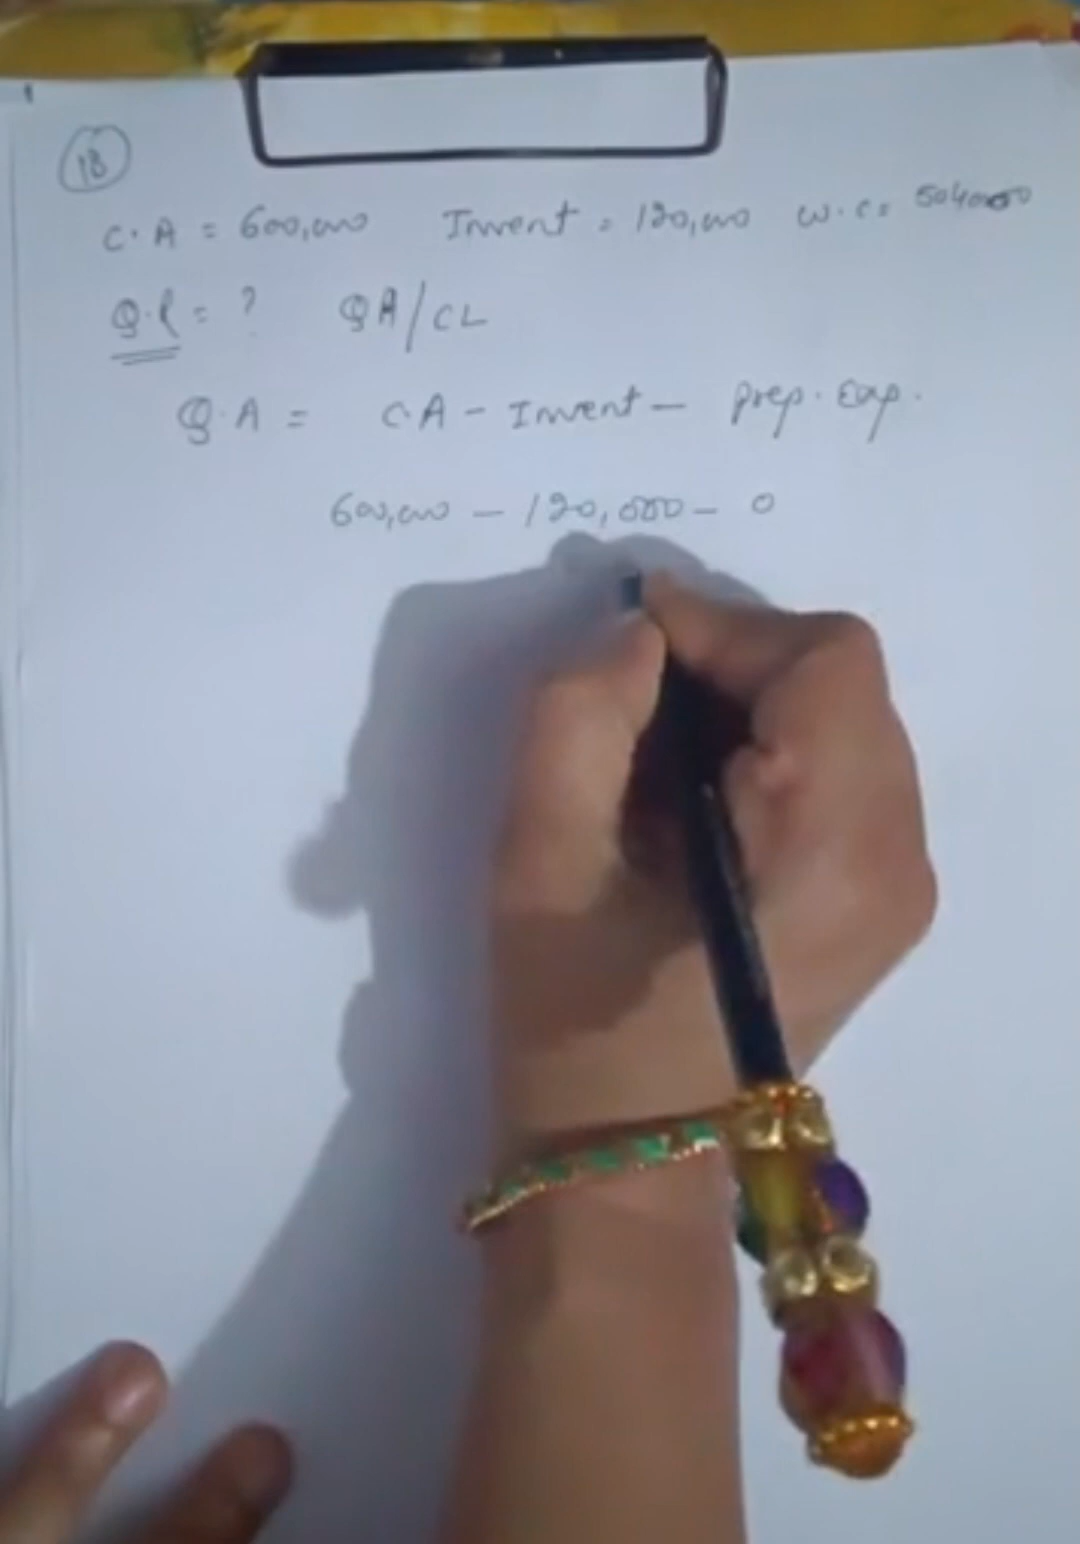 18
C.A = 600,000 Invent = 120,000 W.C = 504000
Q.R = ? QA/CL
Q.A = C.A - Invent - Prep. Exp.
600,000 - 120,000 - 0